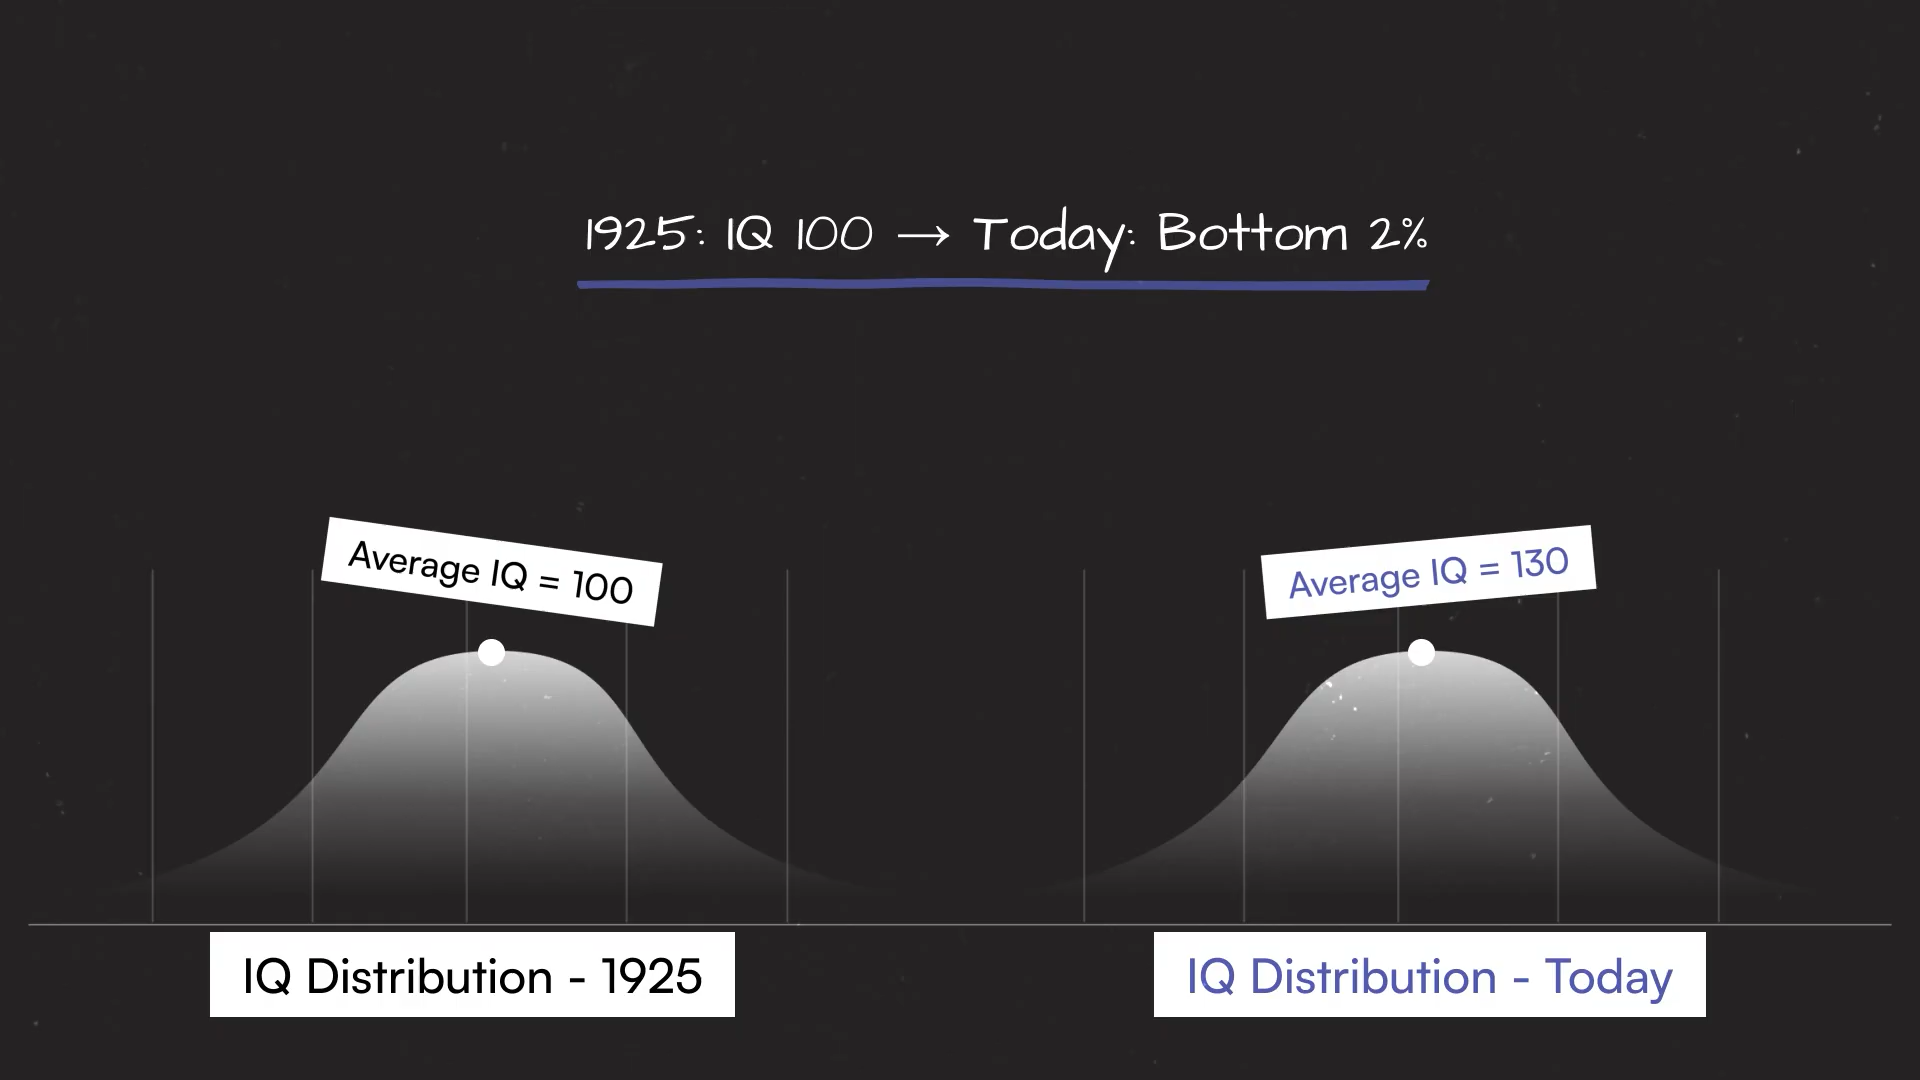 1925: IQ 100 → Today: Bottom 2%
Average IQ = 100
Average IQ = 130
IQ Distribution - 1925
IQ Distribution - Today